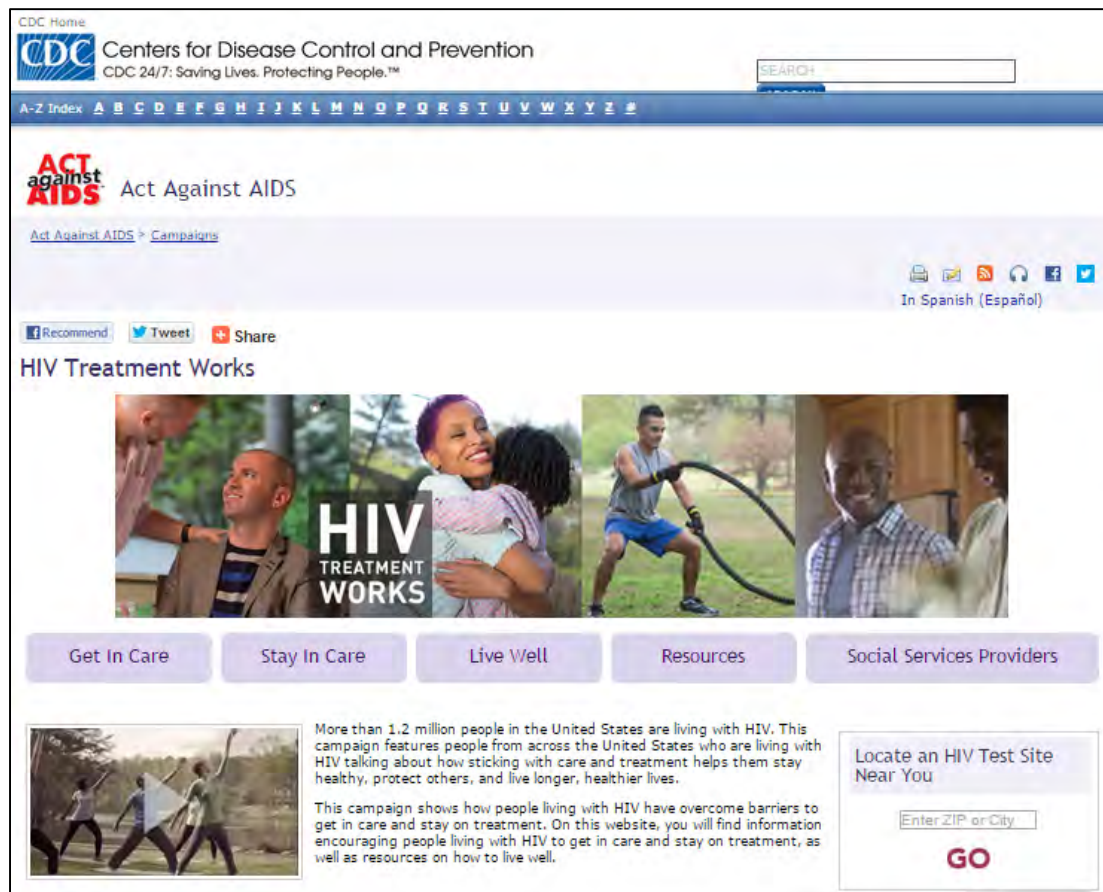 CDC Home
CDC Centers for Disease Control and Prevention
CDC 24/7: Saving Lives. Protecting People.™
SEARCH
A-Z Index A B C D E F G H I J K L M N O P Q R S T U V W X Y Z #
ACT against AIDS
Act Against AIDS
Act Against AIDS > Campaigns
In Spanish (Español)
Recommend Tweet Share
HIV Treatment Works
HIV
TREATMENT
WORKS
Get In Care Stay In Care Live Well Resources Social Services Providers
More than 1.2 million people in the United States are living with HIV. This
campaign features people from across the United States who are living with
HIV talking about how sticking with care and treatment helps them stay
healthy, protect others, and live longer, healthier lives.
This campaign shows how people living with HIV have overcome barriers to
get in care and stay on treatment. On this website, you will find information
encouraging people living with HIV to get in care and stay on treatment, as
well as resources on how to live well.
Locate an HIV Test Site
Near You
Enter ZIP or City
GO